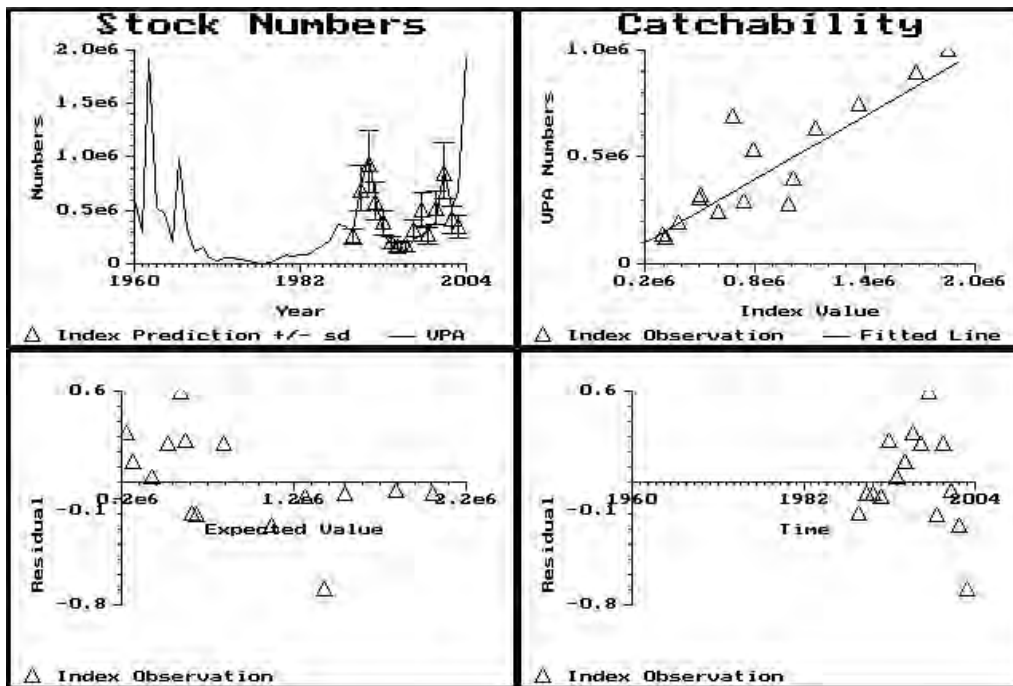 Stock Numbers
2.0e6
1.5e6
1.0e6
0.5e6
0
Numbers
1960 1982 2004
Year
△ Index Prediction +/- sd — VPA
Catchability
1.0e6
0.5e6
0
VPA Numbers
0.2e6 0.8e6 1.4e6 2.0e6
Index Value
△ Index Observation — Fitted Line
0.6
-0.1
-0.8
Residual
0.2e6 1.2e6 2.2e6
Expected Value
△ Index Observation
0.6
-0.1
-0.8
Residual
1960 1982 2004
Time
△ Index Observation